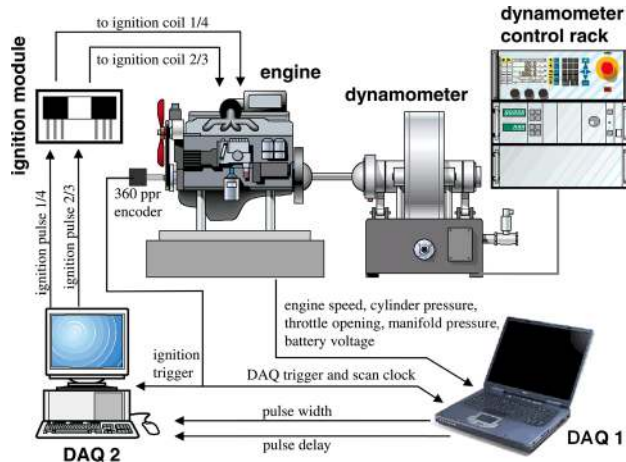 to ignition coil 1/4
to ignition coil 2/3
ignition module
engine
dynamometer
dynamometer
control rack
360 ppr
encoder
ignition pulse 1/4
ignition pulse 2/3
engine speed, cylinder pressure,
throttle opening, manifold pressure,
battery voltage
ignition
trigger
DAQ trigger and scan clock
pulse width
pulse delay
DAQ 2
DAQ 1